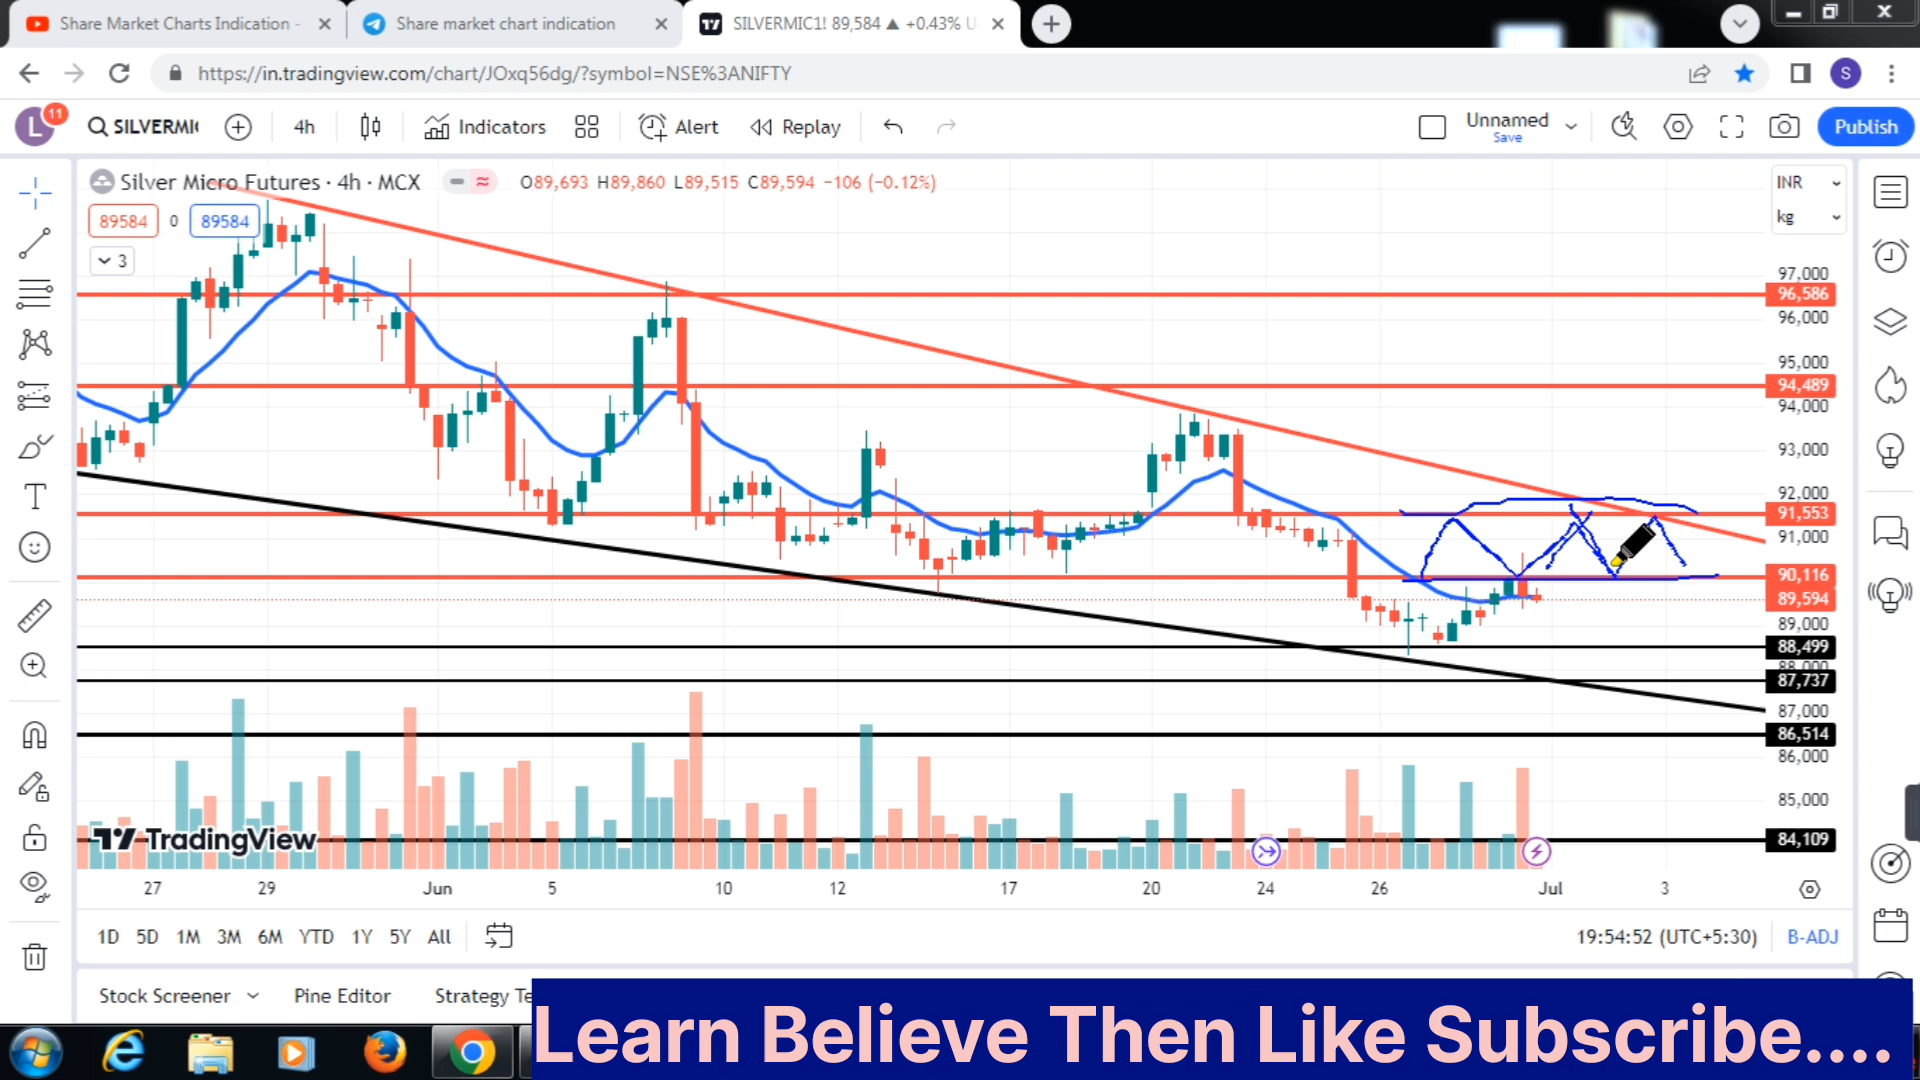 Share Market Charts Indication -
Share market chart indication
SILVERMIC1! 89,584 ▲ +0.43% U
https://in.tradingview.com/chart/JOxq56dg/?symbol=NSE%3ANIFTY
S
L
11
SILVERMIC
4h
Indicators
Alert
Replay
Unnamed
Save
Publish
Silver Micro Futures · 4h · MCX
O89,693 H89,860 L89,515 C89,594 −106 (−0.12%)
INR
kg
89584 0 89584
3
97,000
96,586
96,000
95,000
94,489
94,000
93,000
92,000
91,553
91,000
90,116
89,594
89,000
88,499
88,000
87,737
87,000
86,514
86,000
85,000
84,109
TradingView
27 29 Jun 5 10 12 17 20 24 26 Jul 3
1D 5D 1M 3M 6M YTD 1Y 5Y All
19:54:52 (UTC+5:30) B-ADJ
Stock Screener Pine Editor Strategy Te
Learn Believe Then Like Subscribe....